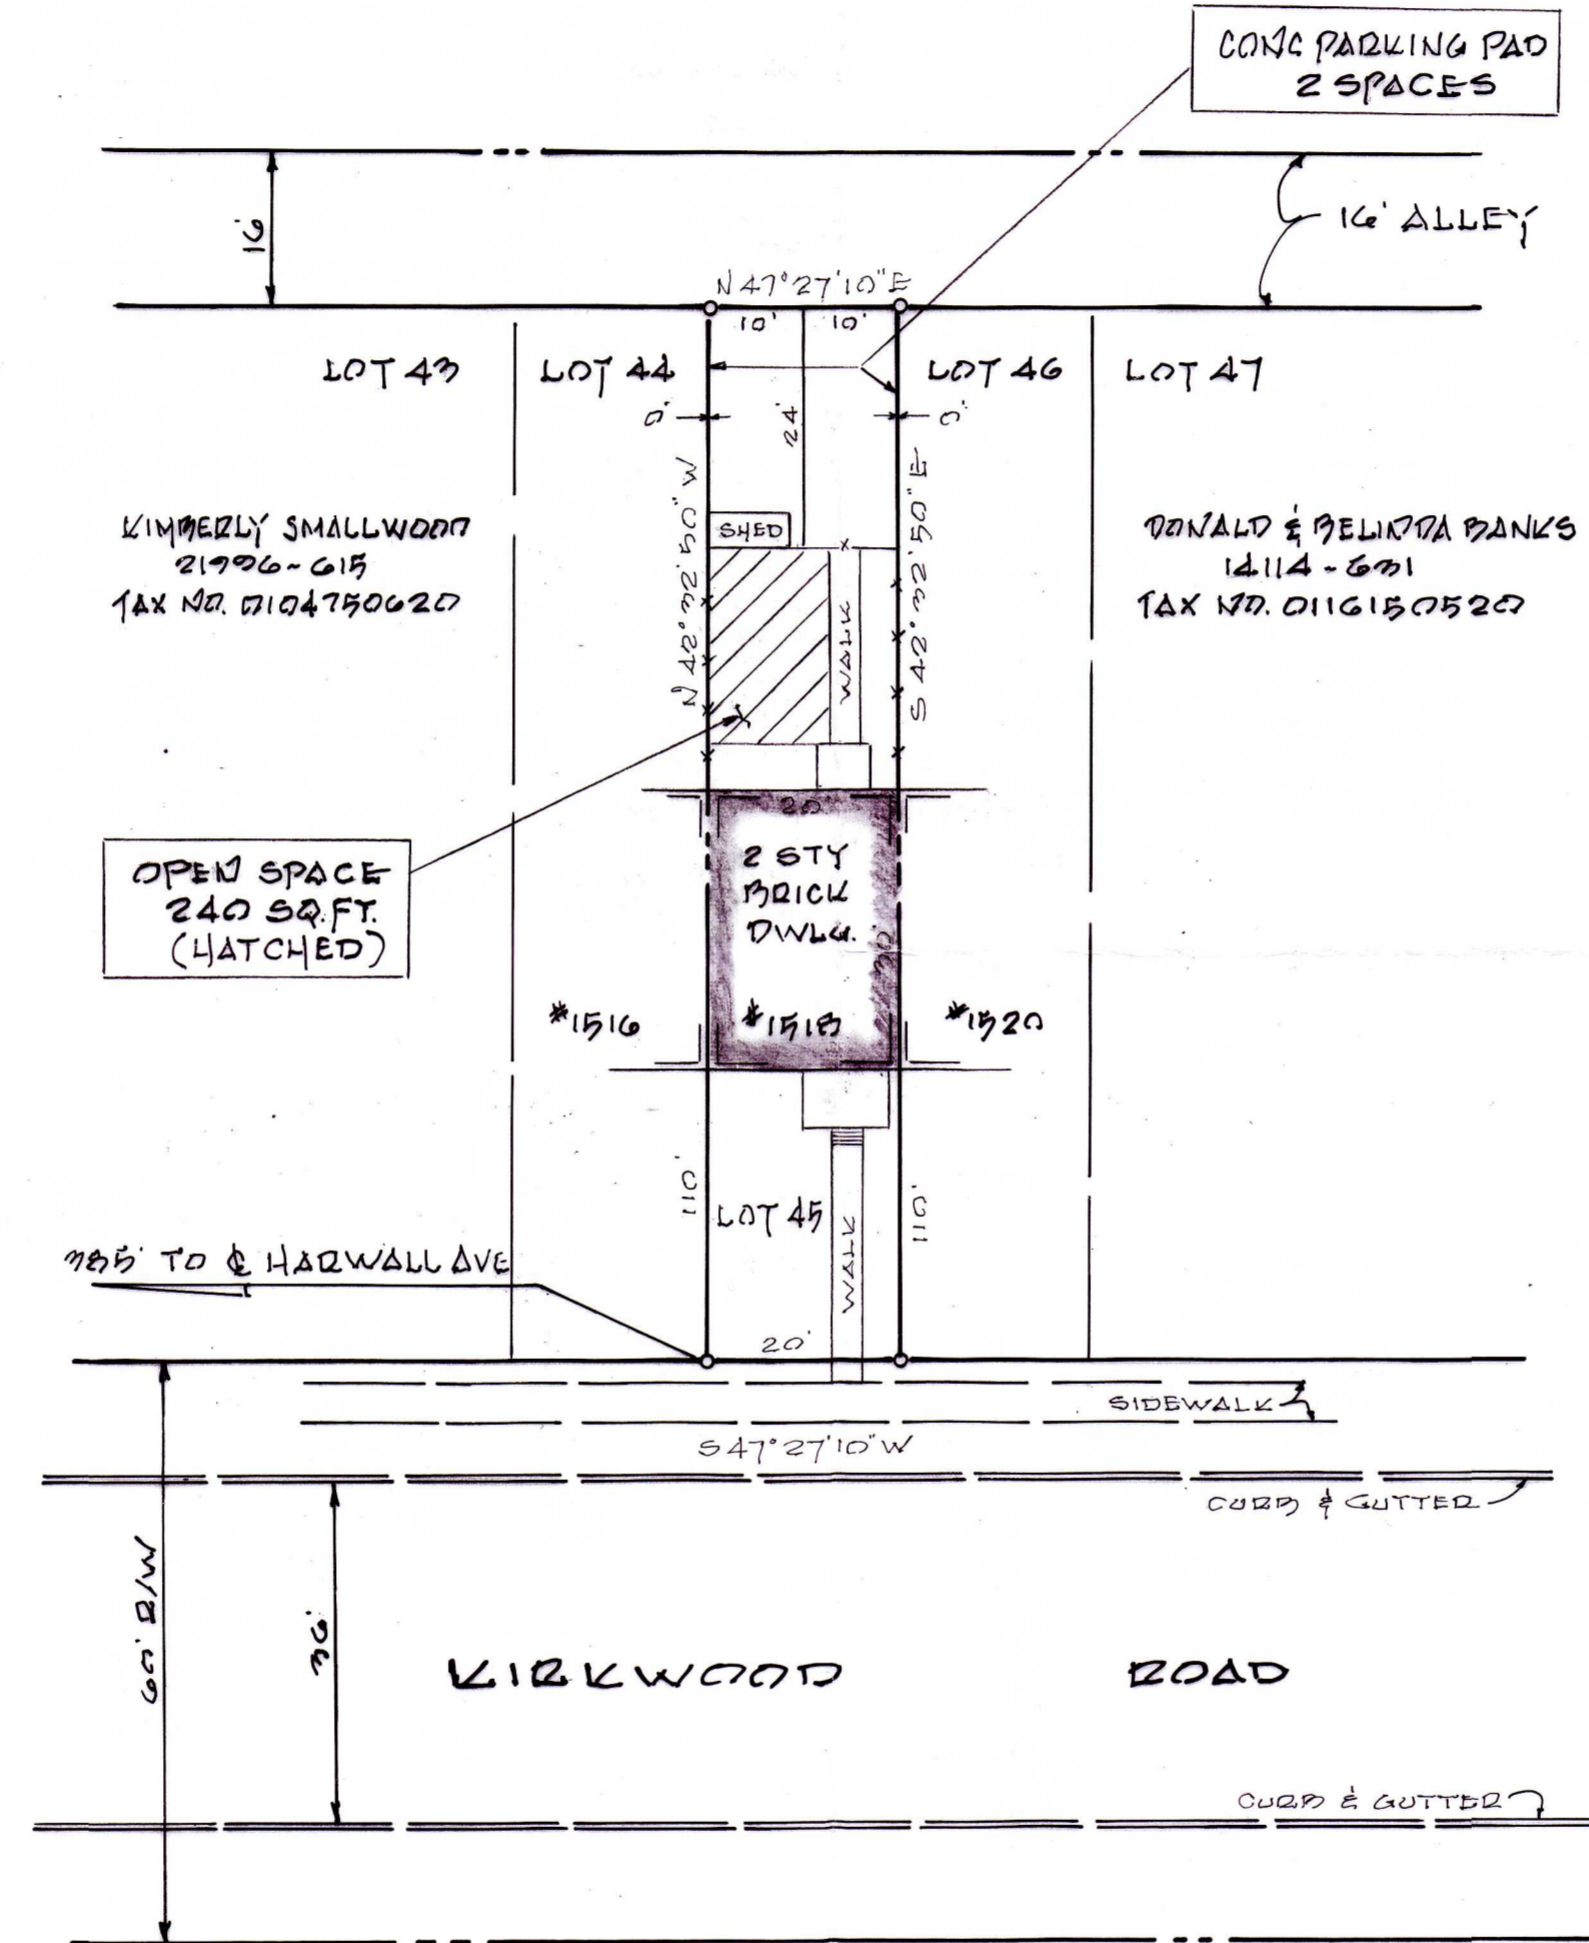 CONC PARKING PAD
2 SPACES
16'
16' ALLEY
N 47° 27' 10" E
10' 10'
LOT 43
LOT 44
LOT 46
LOT 47
0'
24'
0'
N 42° 32' 50" W
S 42° 32' 50" E
SHED
KIMBERLY SMALLWOOD
21996-615
TAX NO. 0104750620
DONALD & BELINDA BANKS
14114-631
TAX NO. 0116150520
WALK
OPEN SPACE
240 SQ. FT.
(HATCHED)
20'
2 STY
BRICK
DWLG.
30'
#1516
#1518
#1520
110'
LOT 45
110'
WALK
385' TO ℄ HARWALL AVE
20'
SIDEWALK
S 47° 27' 10" W
CURB & GUTTER
60' R/W
36'
KIRKWOOD ROAD
CURB & GUTTER